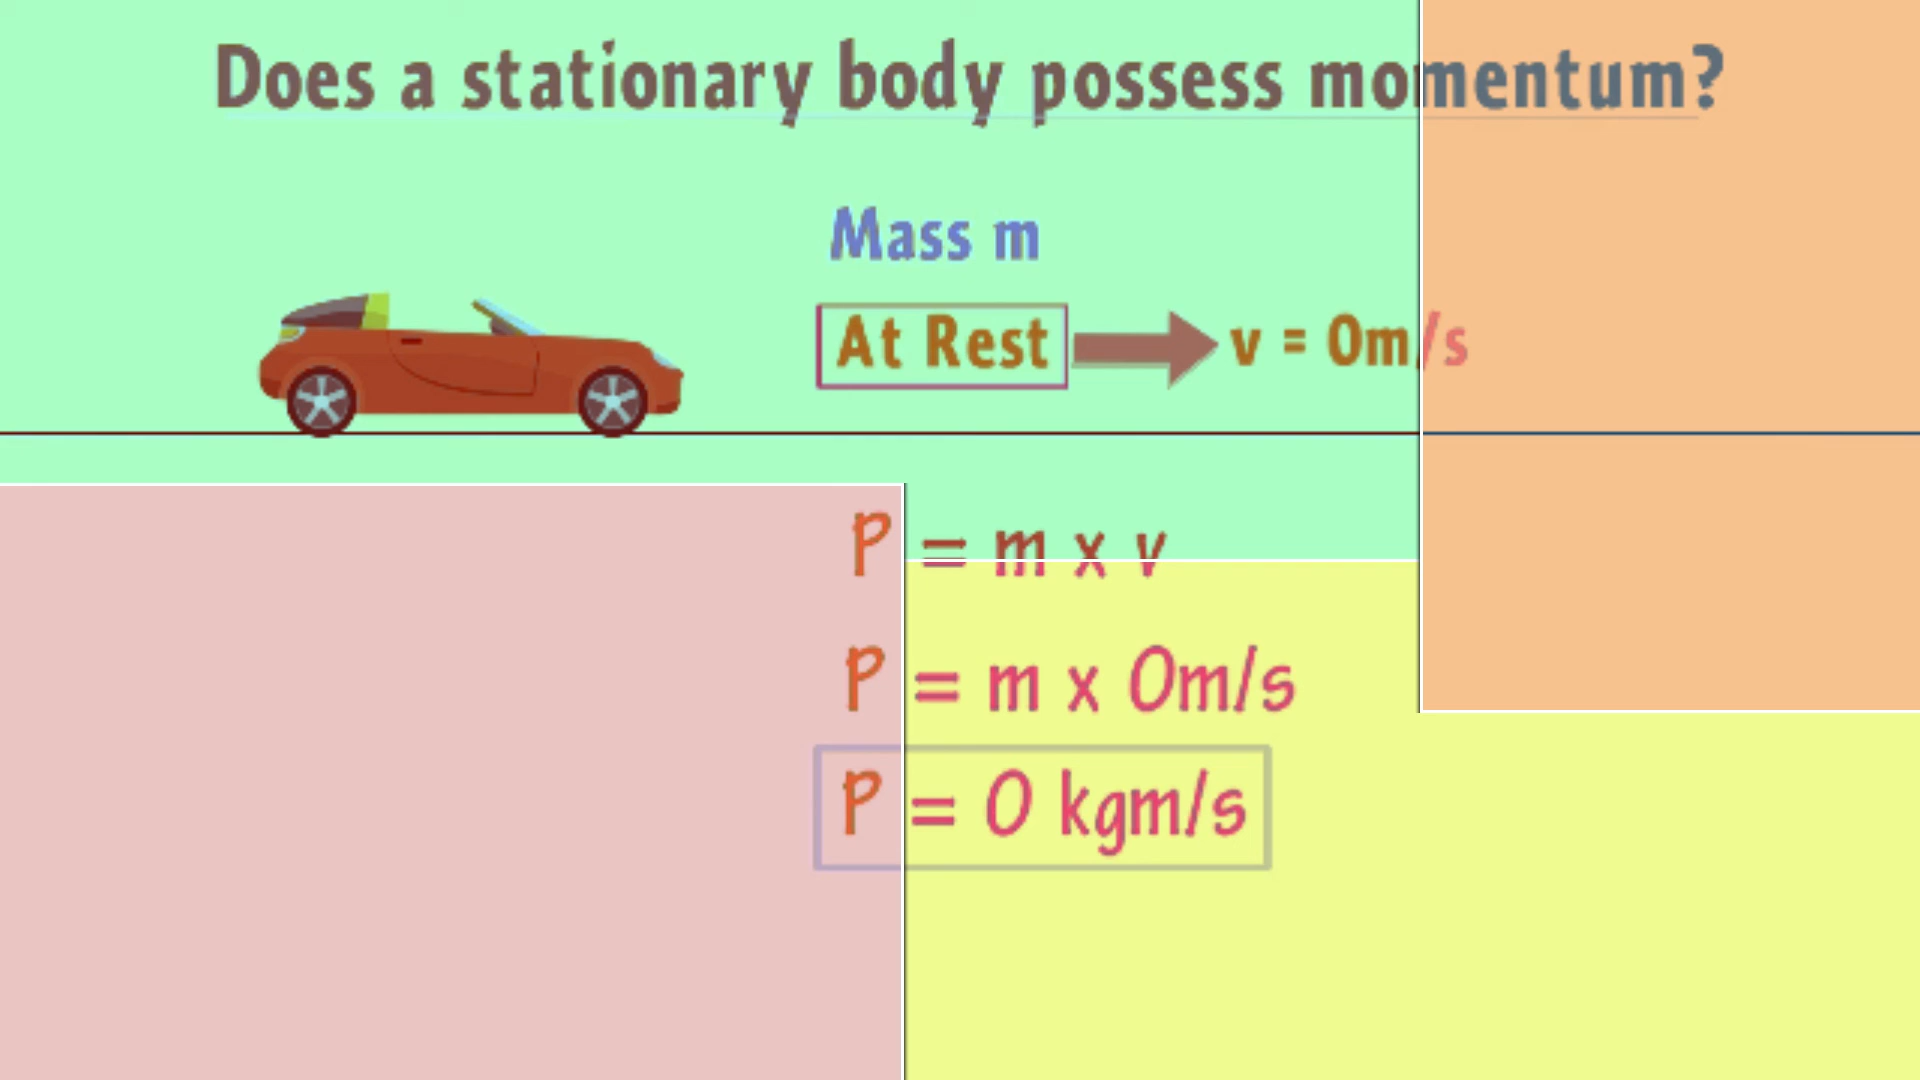 Does a stationary body possess momentum?
Mass m
At Rest v = 0m/s
P = m x v
P = m x 0m/s
P = 0 kgm/s